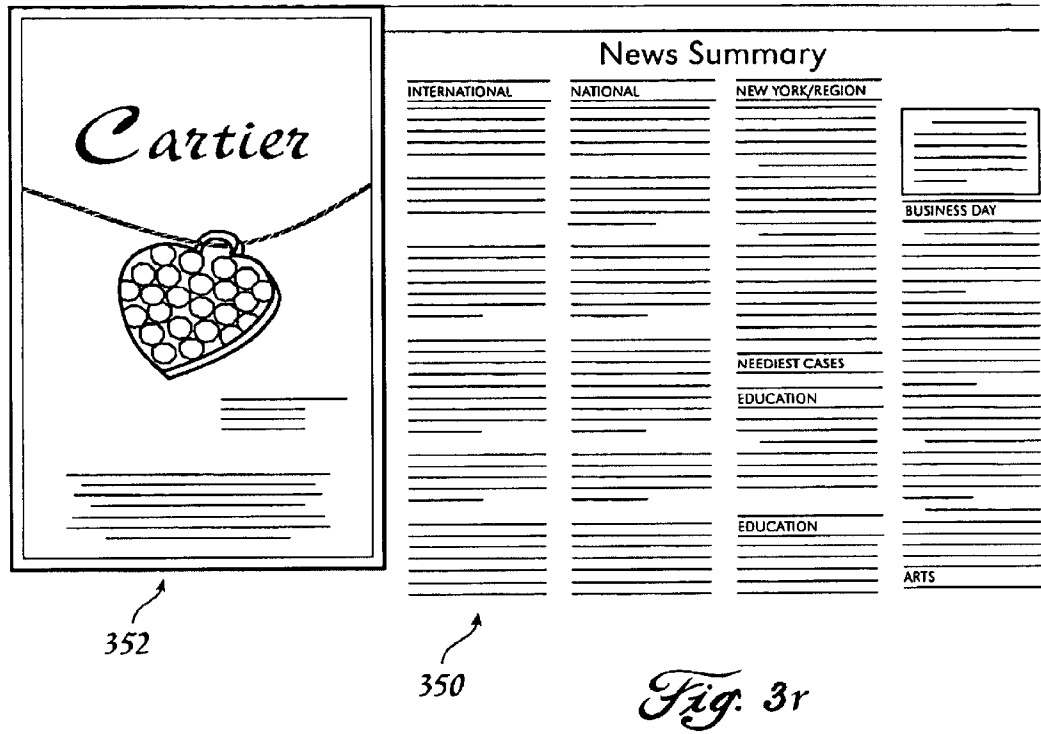 Cartier
News Summary
INTERNATIONAL
NATIONAL
NEW YORK/REGION
NEEDIEST CASES
EDUCATION
EDUCATION
BUSINESS DAY
ARTS
352
350
Fig. 3r